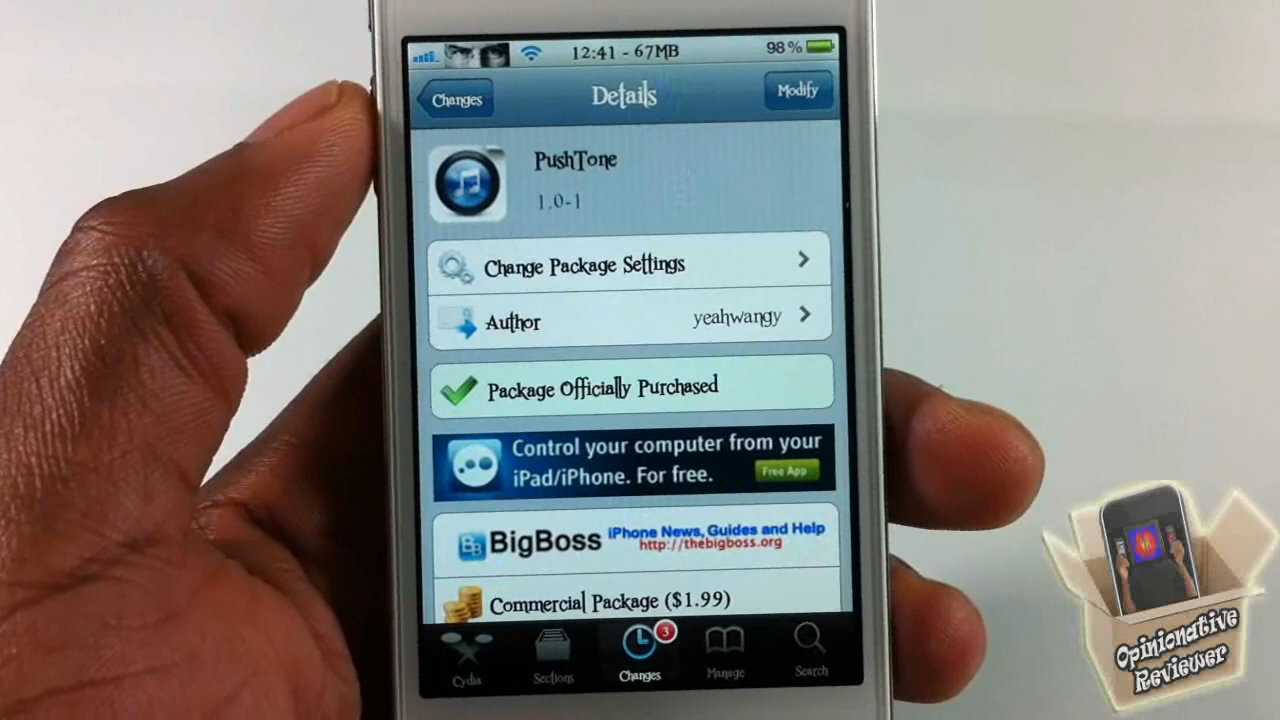 12:41 - 67MB
98%
Changes
Details
Modify
PushTone
1.0-1
Change Package Settings
Author
yeahwangy
Package Officially Purchased
Control your computer from your
iPad/iPhone. For free.
Free App
BB
BigBoss
iPhone News, Guides and Help
http://thebigboss.org
Commercial Package ($1.99)
3
Cydia
Sections
Changes
Manage
Search
Opinionative
Reviewer